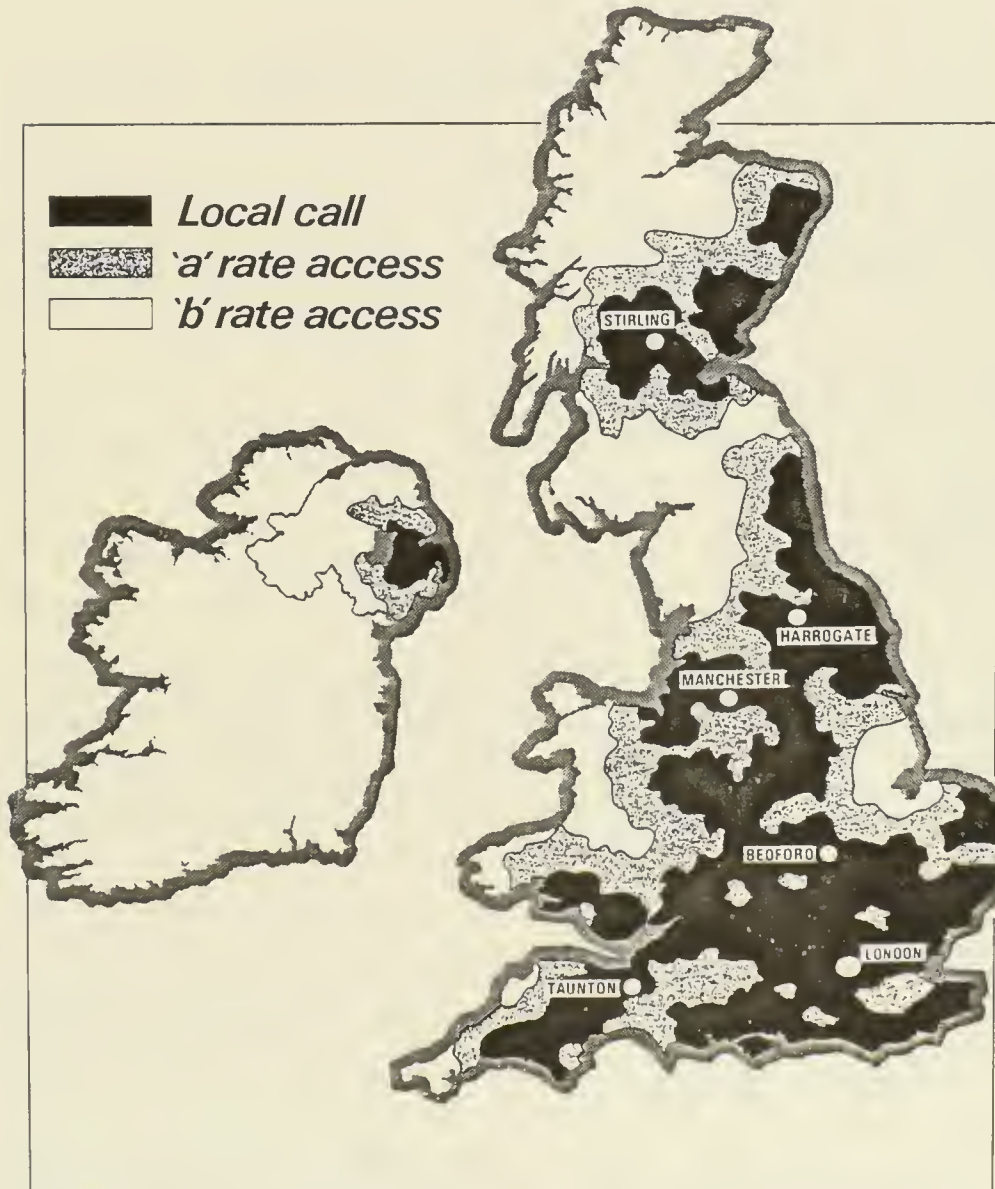 Local call
'a' rate access
'b' rate access
STIRLING
HARROGATE
MANCHESTER
BEDFORD
LONDON
TAUNTON